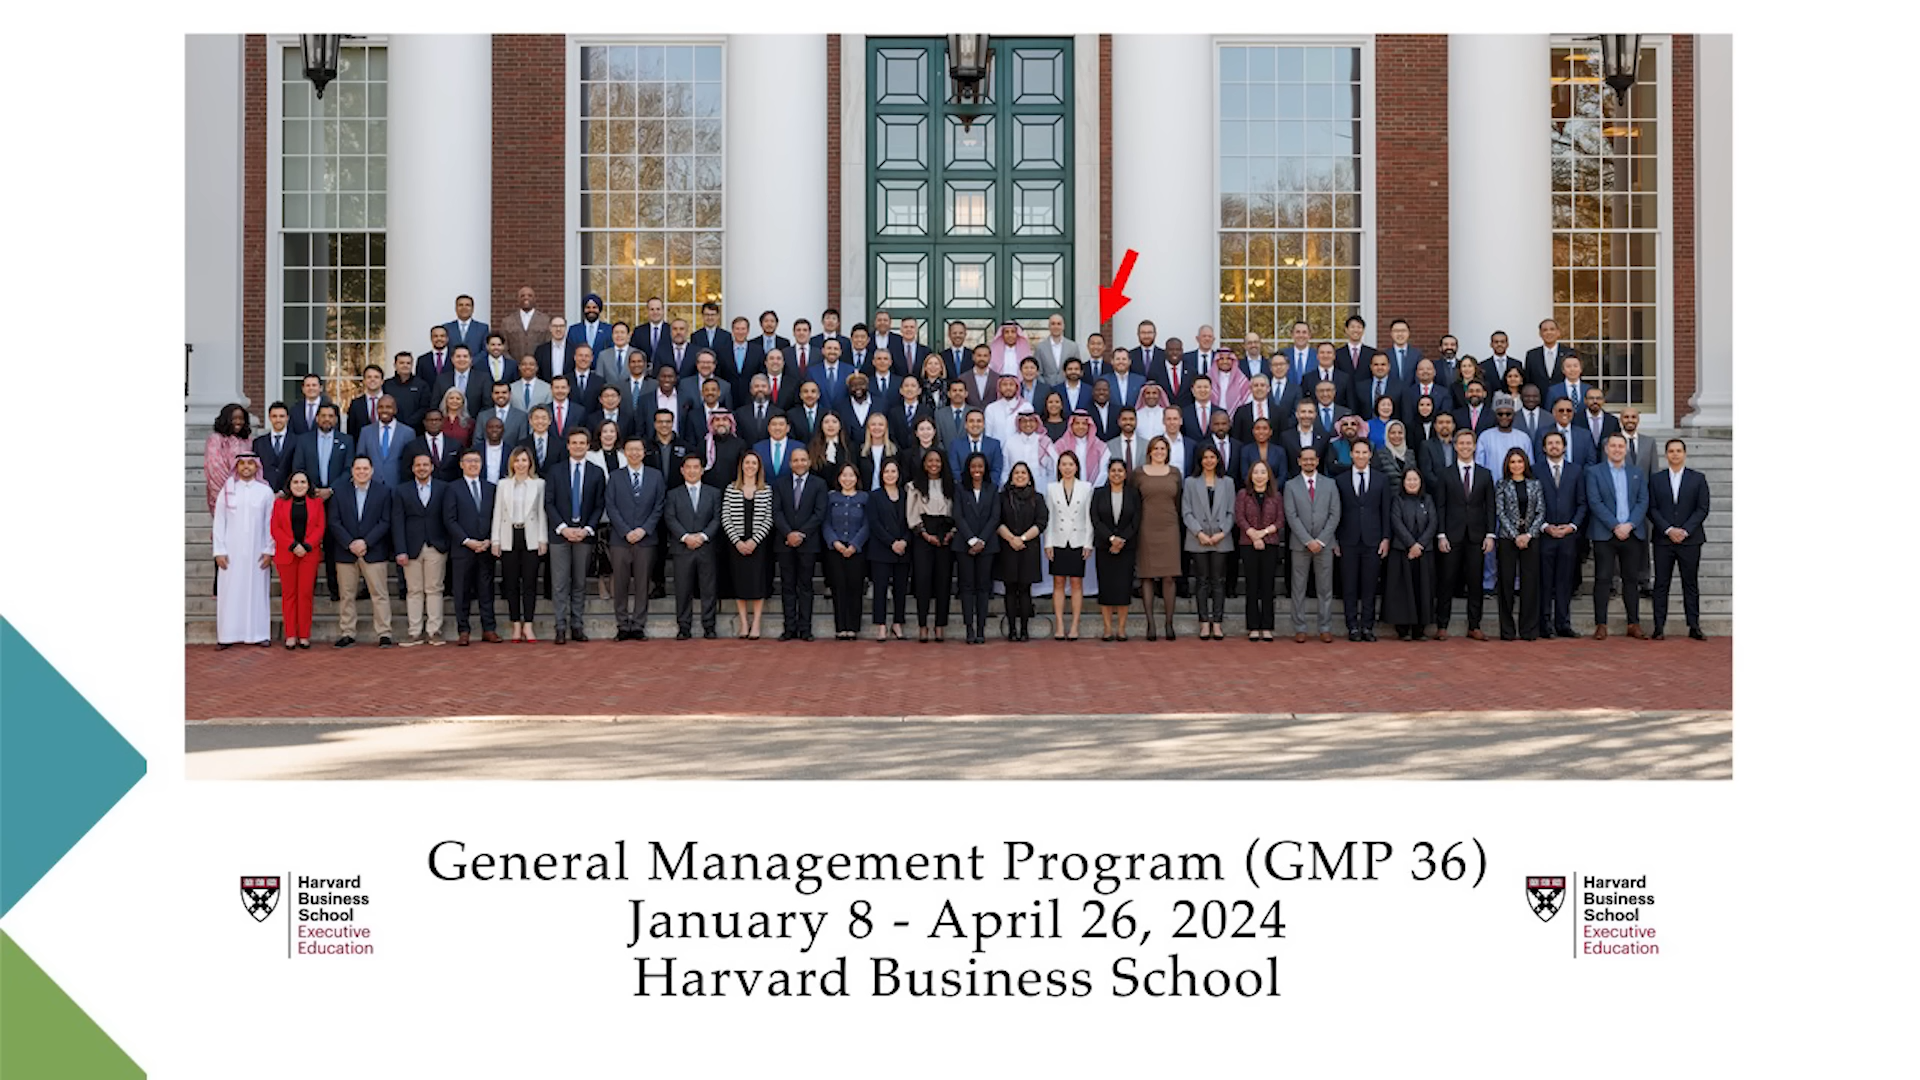 General Management Program (GMP 36)
January 8 - April 26, 2024
Harvard Business School
Harvard
Business
School
Executive
Education
Harvard
Business
School
Executive
Education